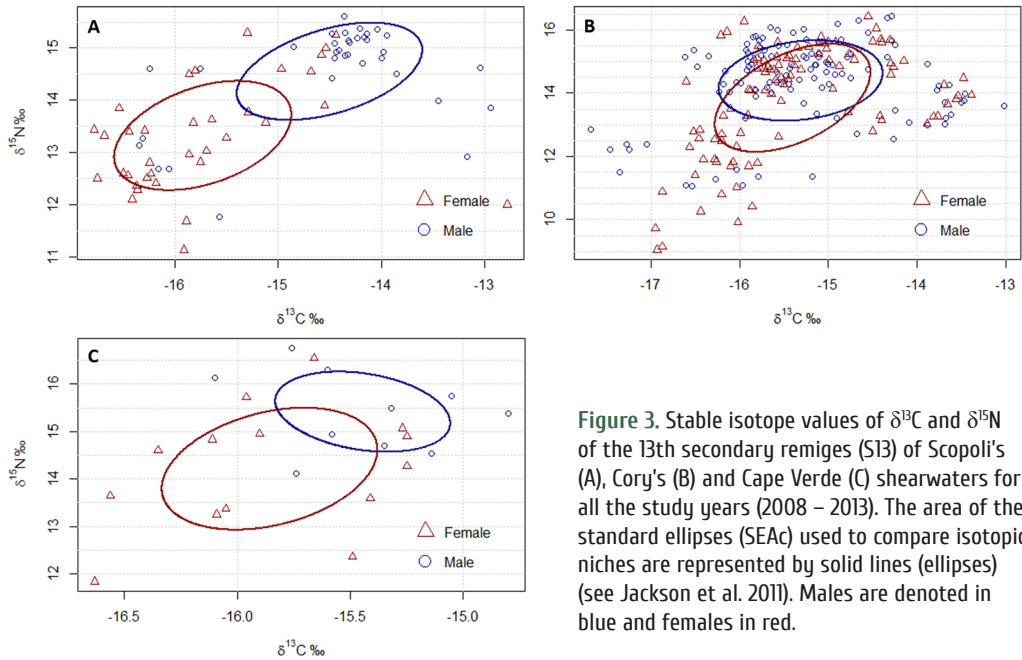 A
15
14
13
12
11
δ15N‰
Female
Male
-16
-15
-14
-13
δ13C ‰
B
16
14
12
10
Female
Male
-17
-16
-15
-14
-13
δ13C ‰
C
16
15
14
13
12
δ15N‰
Female
Male
-16.5
-16.0
-15.5
-15.0
δ13C ‰
Figure 3. Stable isotope values of δ13C and δ15N
of the 13th secondary remiges (S13) of Scopoli's
(A), Cory's (B) and Cape Verde (C) shearwaters for
all the study years (2008 – 2013). The area of the
standard ellipses (SEAc) used to compare isotopic
niches are represented by solid lines (ellipses)
(see Jackson et al. 2011). Males are denoted in
blue and females in red.